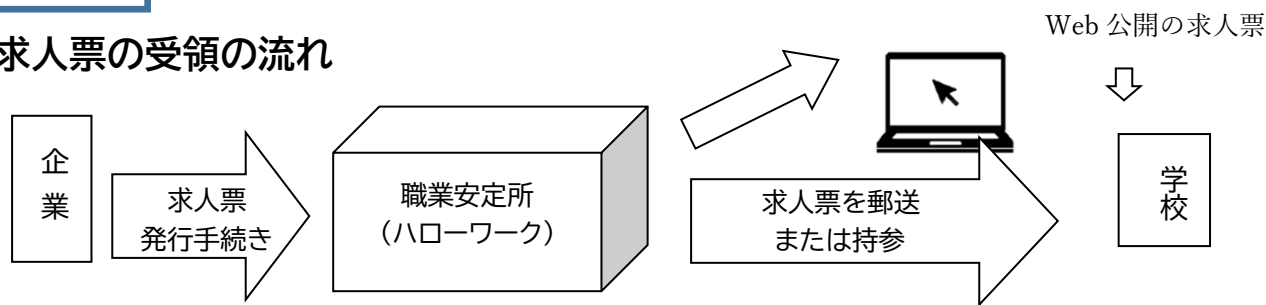 Web 公開の求人票
求人票の受領の流れ
企
業
求人票
発行手続き
職業安定所
（ハローワーク）
求人票を郵送
または持参
学
校